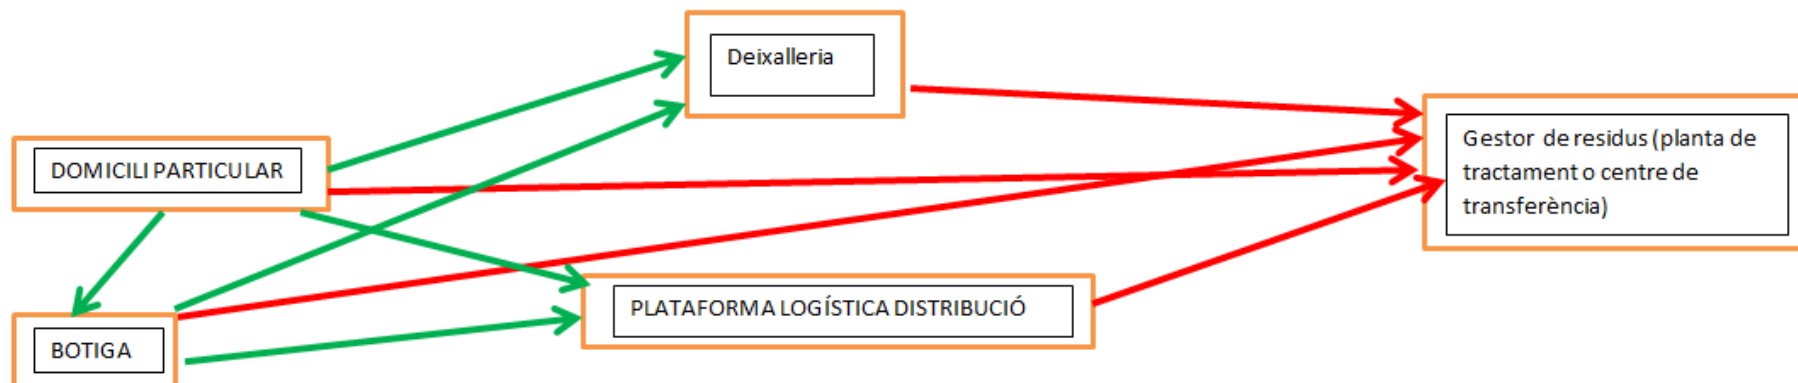 Deixalleria
DOMICILI PARTICULAR
Gestor de residus (planta de
tractament o centre de
transferència)
PLATAFORMA LOGÍSTICA DISTRIBUCIÓ
BOTIGA